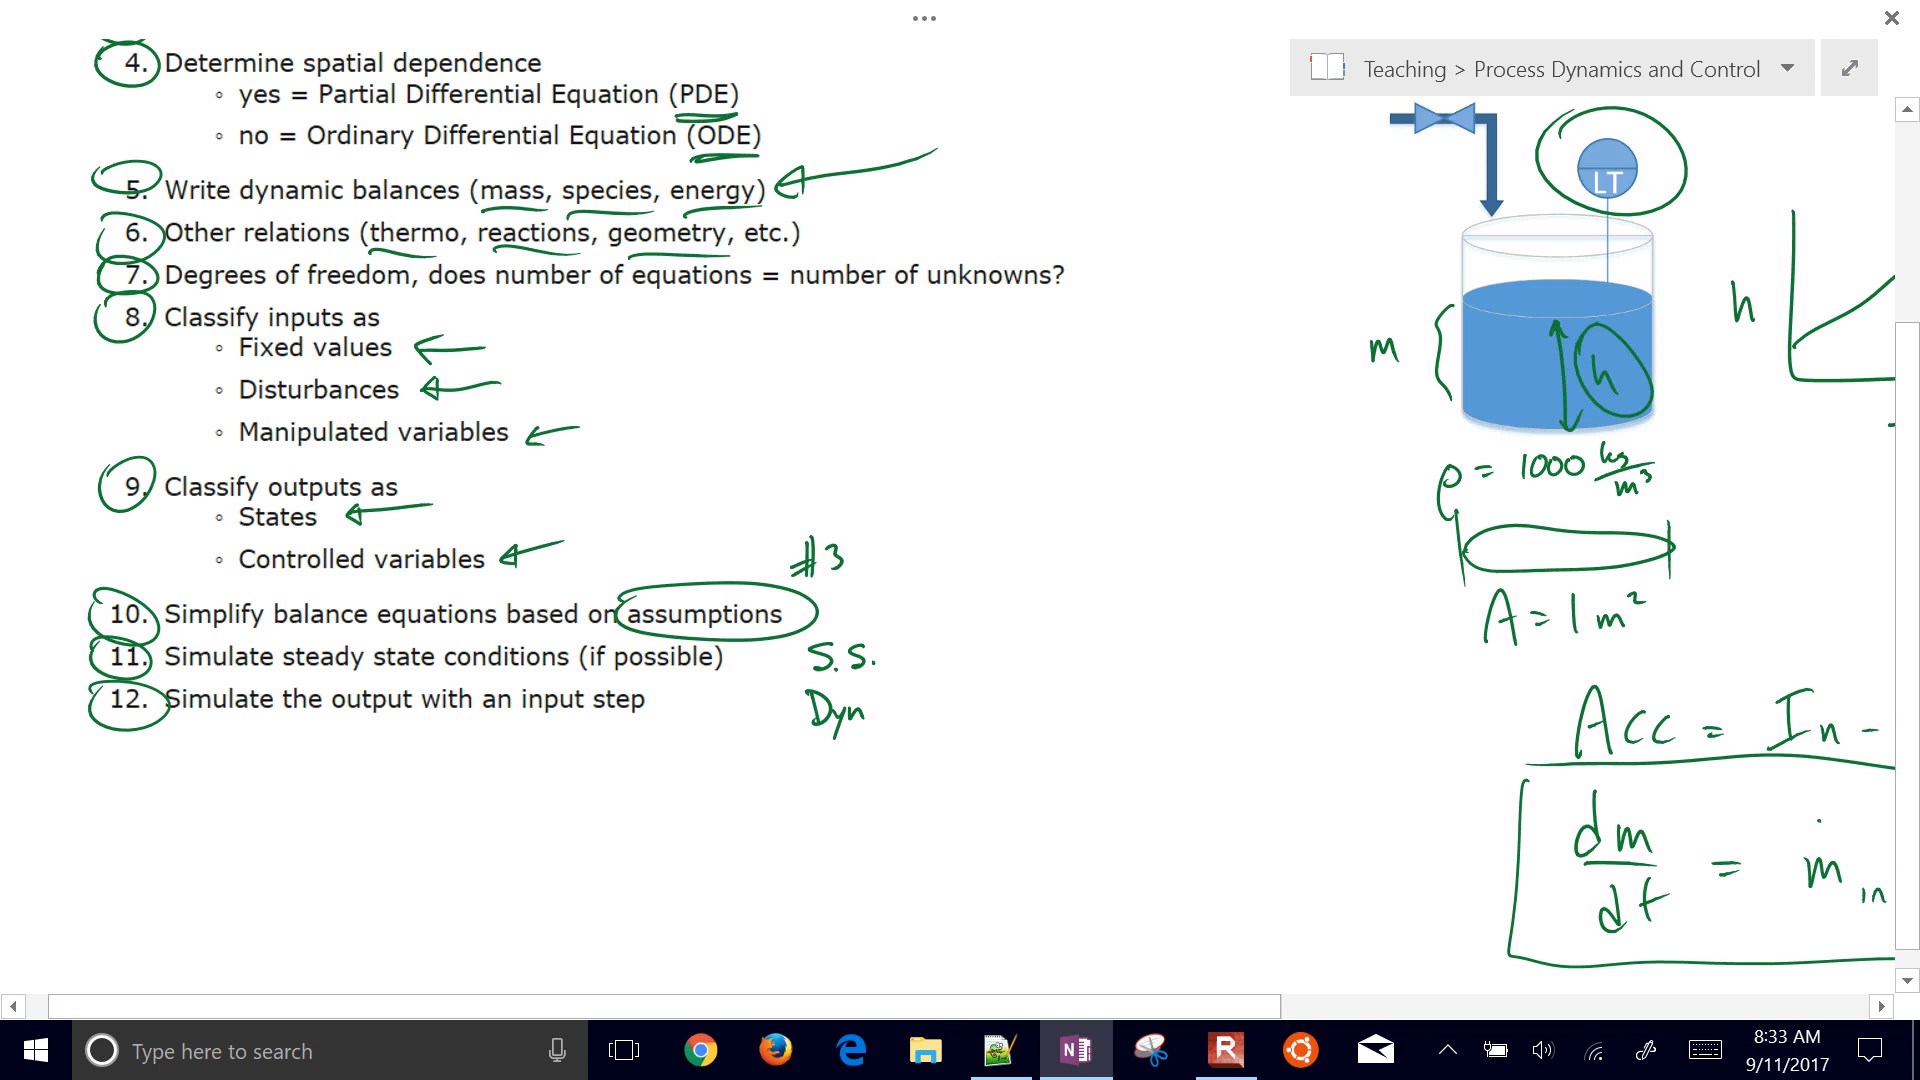 4. Determine spatial dependence
◦ yes = Partial Differential Equation (PDE)
◦ no = Ordinary Differential Equation (ODE)
5. Write dynamic balances (mass, species, energy)
6. Other relations (thermo, reactions, geometry, etc.)
7. Degrees of freedom, does number of equations = number of unknowns?
8. Classify inputs as
◦ Fixed values
◦ Disturbances
◦ Manipulated variables
9. Classify outputs as
◦ States
◦ Controlled variables
#3
10. Simplify balance equations based on assumptions
11. Simulate steady state conditions (if possible) S.S.
12. Simulate the output with an input step Dyn
Teaching > Process Dynamics and Control
LT
h
m
h
ρ = 1000 kg/m³
A = 1 m²
Acc = In -
dm/dt = ṁ in
Type here to search
8:33 AM
9/11/2017